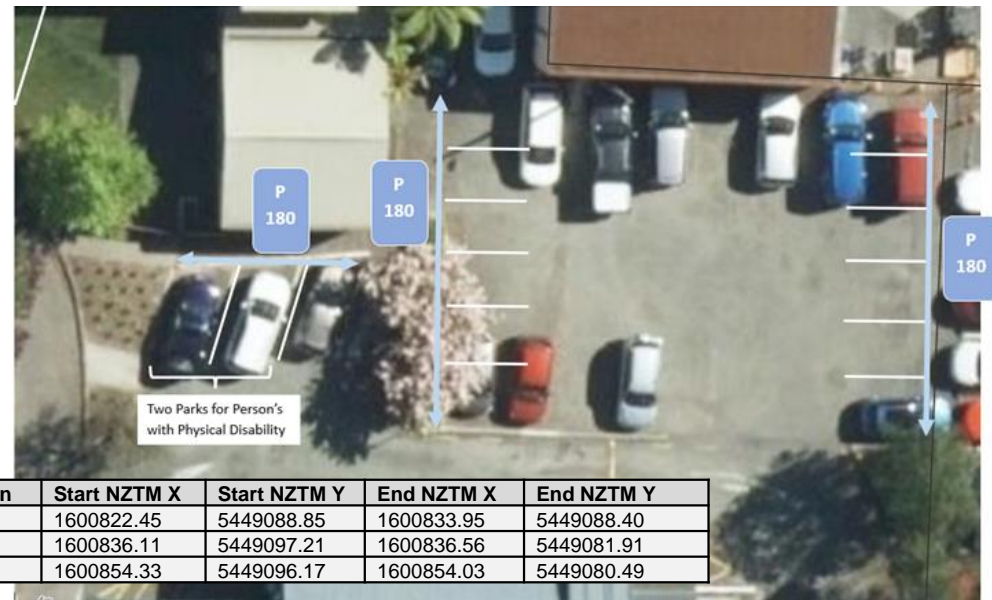 P
180
P
180
P
180
Two Parks for Person's
with Physical Disability
n Start NZTM X Start NZTM Y End NZTM X End NZTM Y
1600822.45 5449088.85 1600833.95 5449088.40
1600836.11 5449097.21 1600836.56 5449081.91
1600854.33 5449096.17 1600854.03 5449080.49